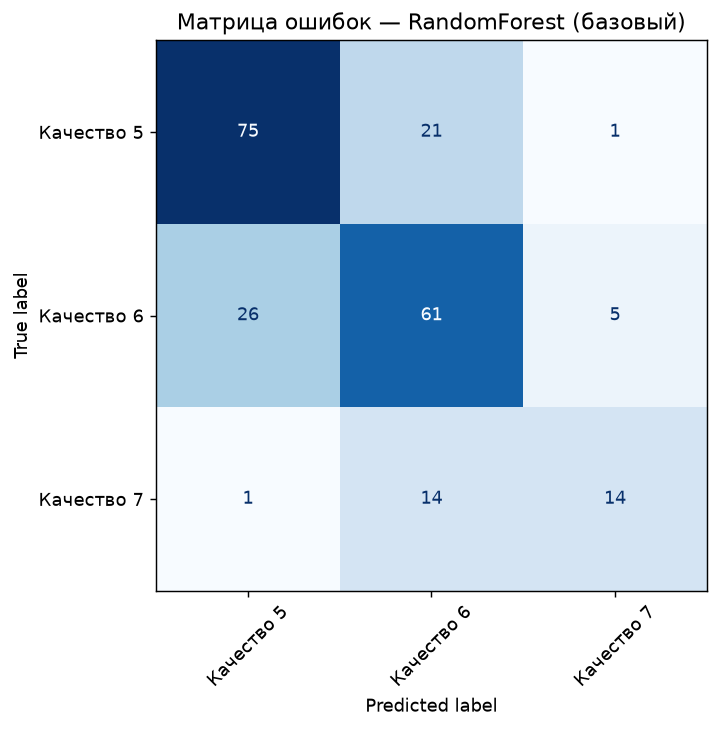 Матрица ошибок — RandomForest (базовый)
True label
Качество 5
75 21 1
Качество 6
26 61 5
Качество 7
1 14 14
Качество 5 Качество 6 Качество 7
Predicted label